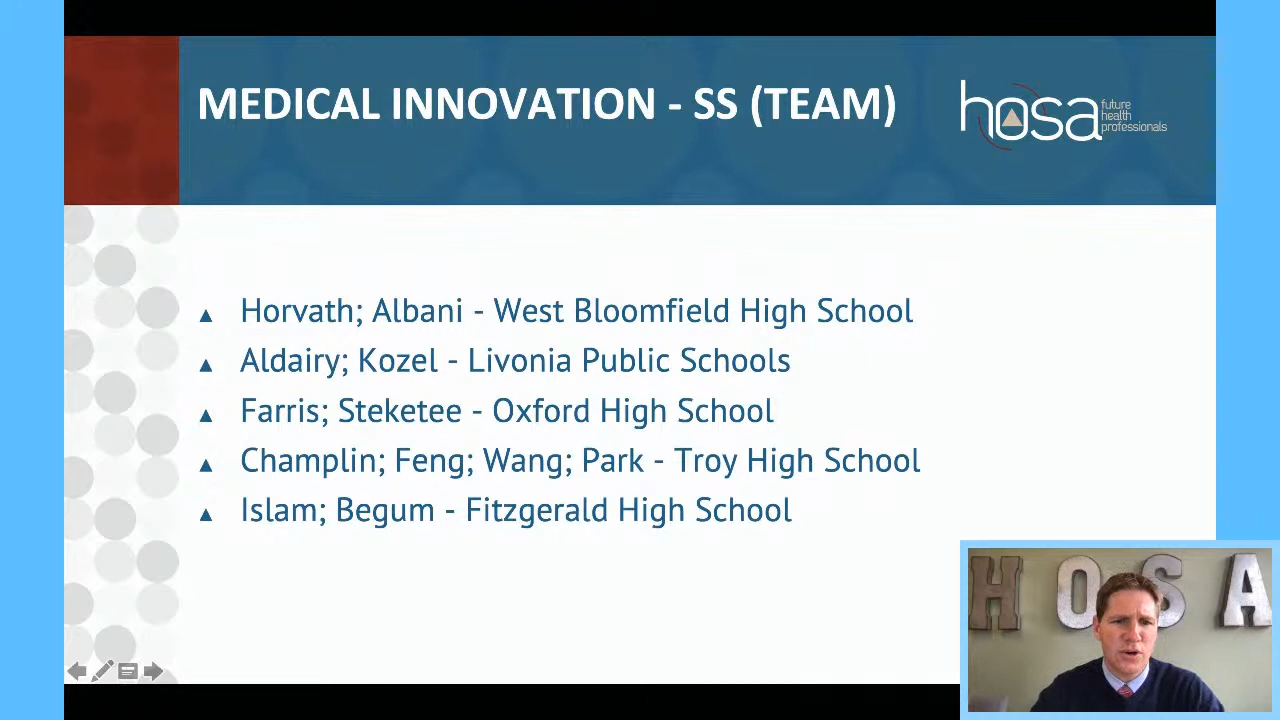 MEDICAL INNOVATION - SS (TEAM)
hosa
future
health
professionals
Horvath; Albani - West Bloomfield High School
Aldairy; Kozel - Livonia Public Schools
Farris; Steketee - Oxford High School
Champlin; Feng; Wang; Park - Troy High School
Islam; Begum - Fitzgerald High School
HOSA